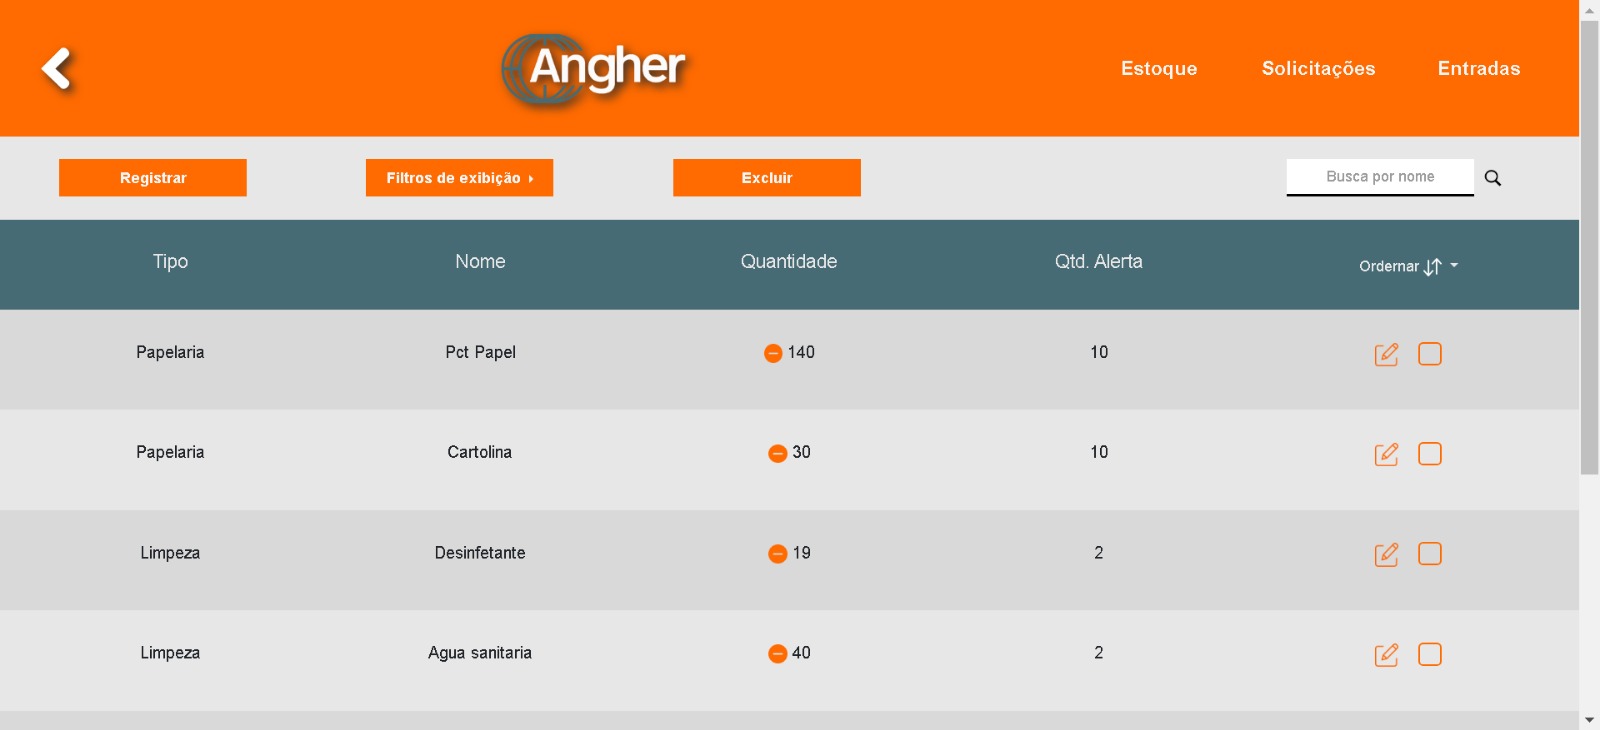 Angher
Estoque Solicitações Entradas
Registrar Filtros de exibição Excluir Busca por nome
Tipo Nome Quantidade Qtd. Alerta Ordernar
Papelaria Pct Papel 140 10
Papelaria Cartolina 30 10
Limpeza Desinfetante 19 2
Limpeza Agua sanitaria 40 2